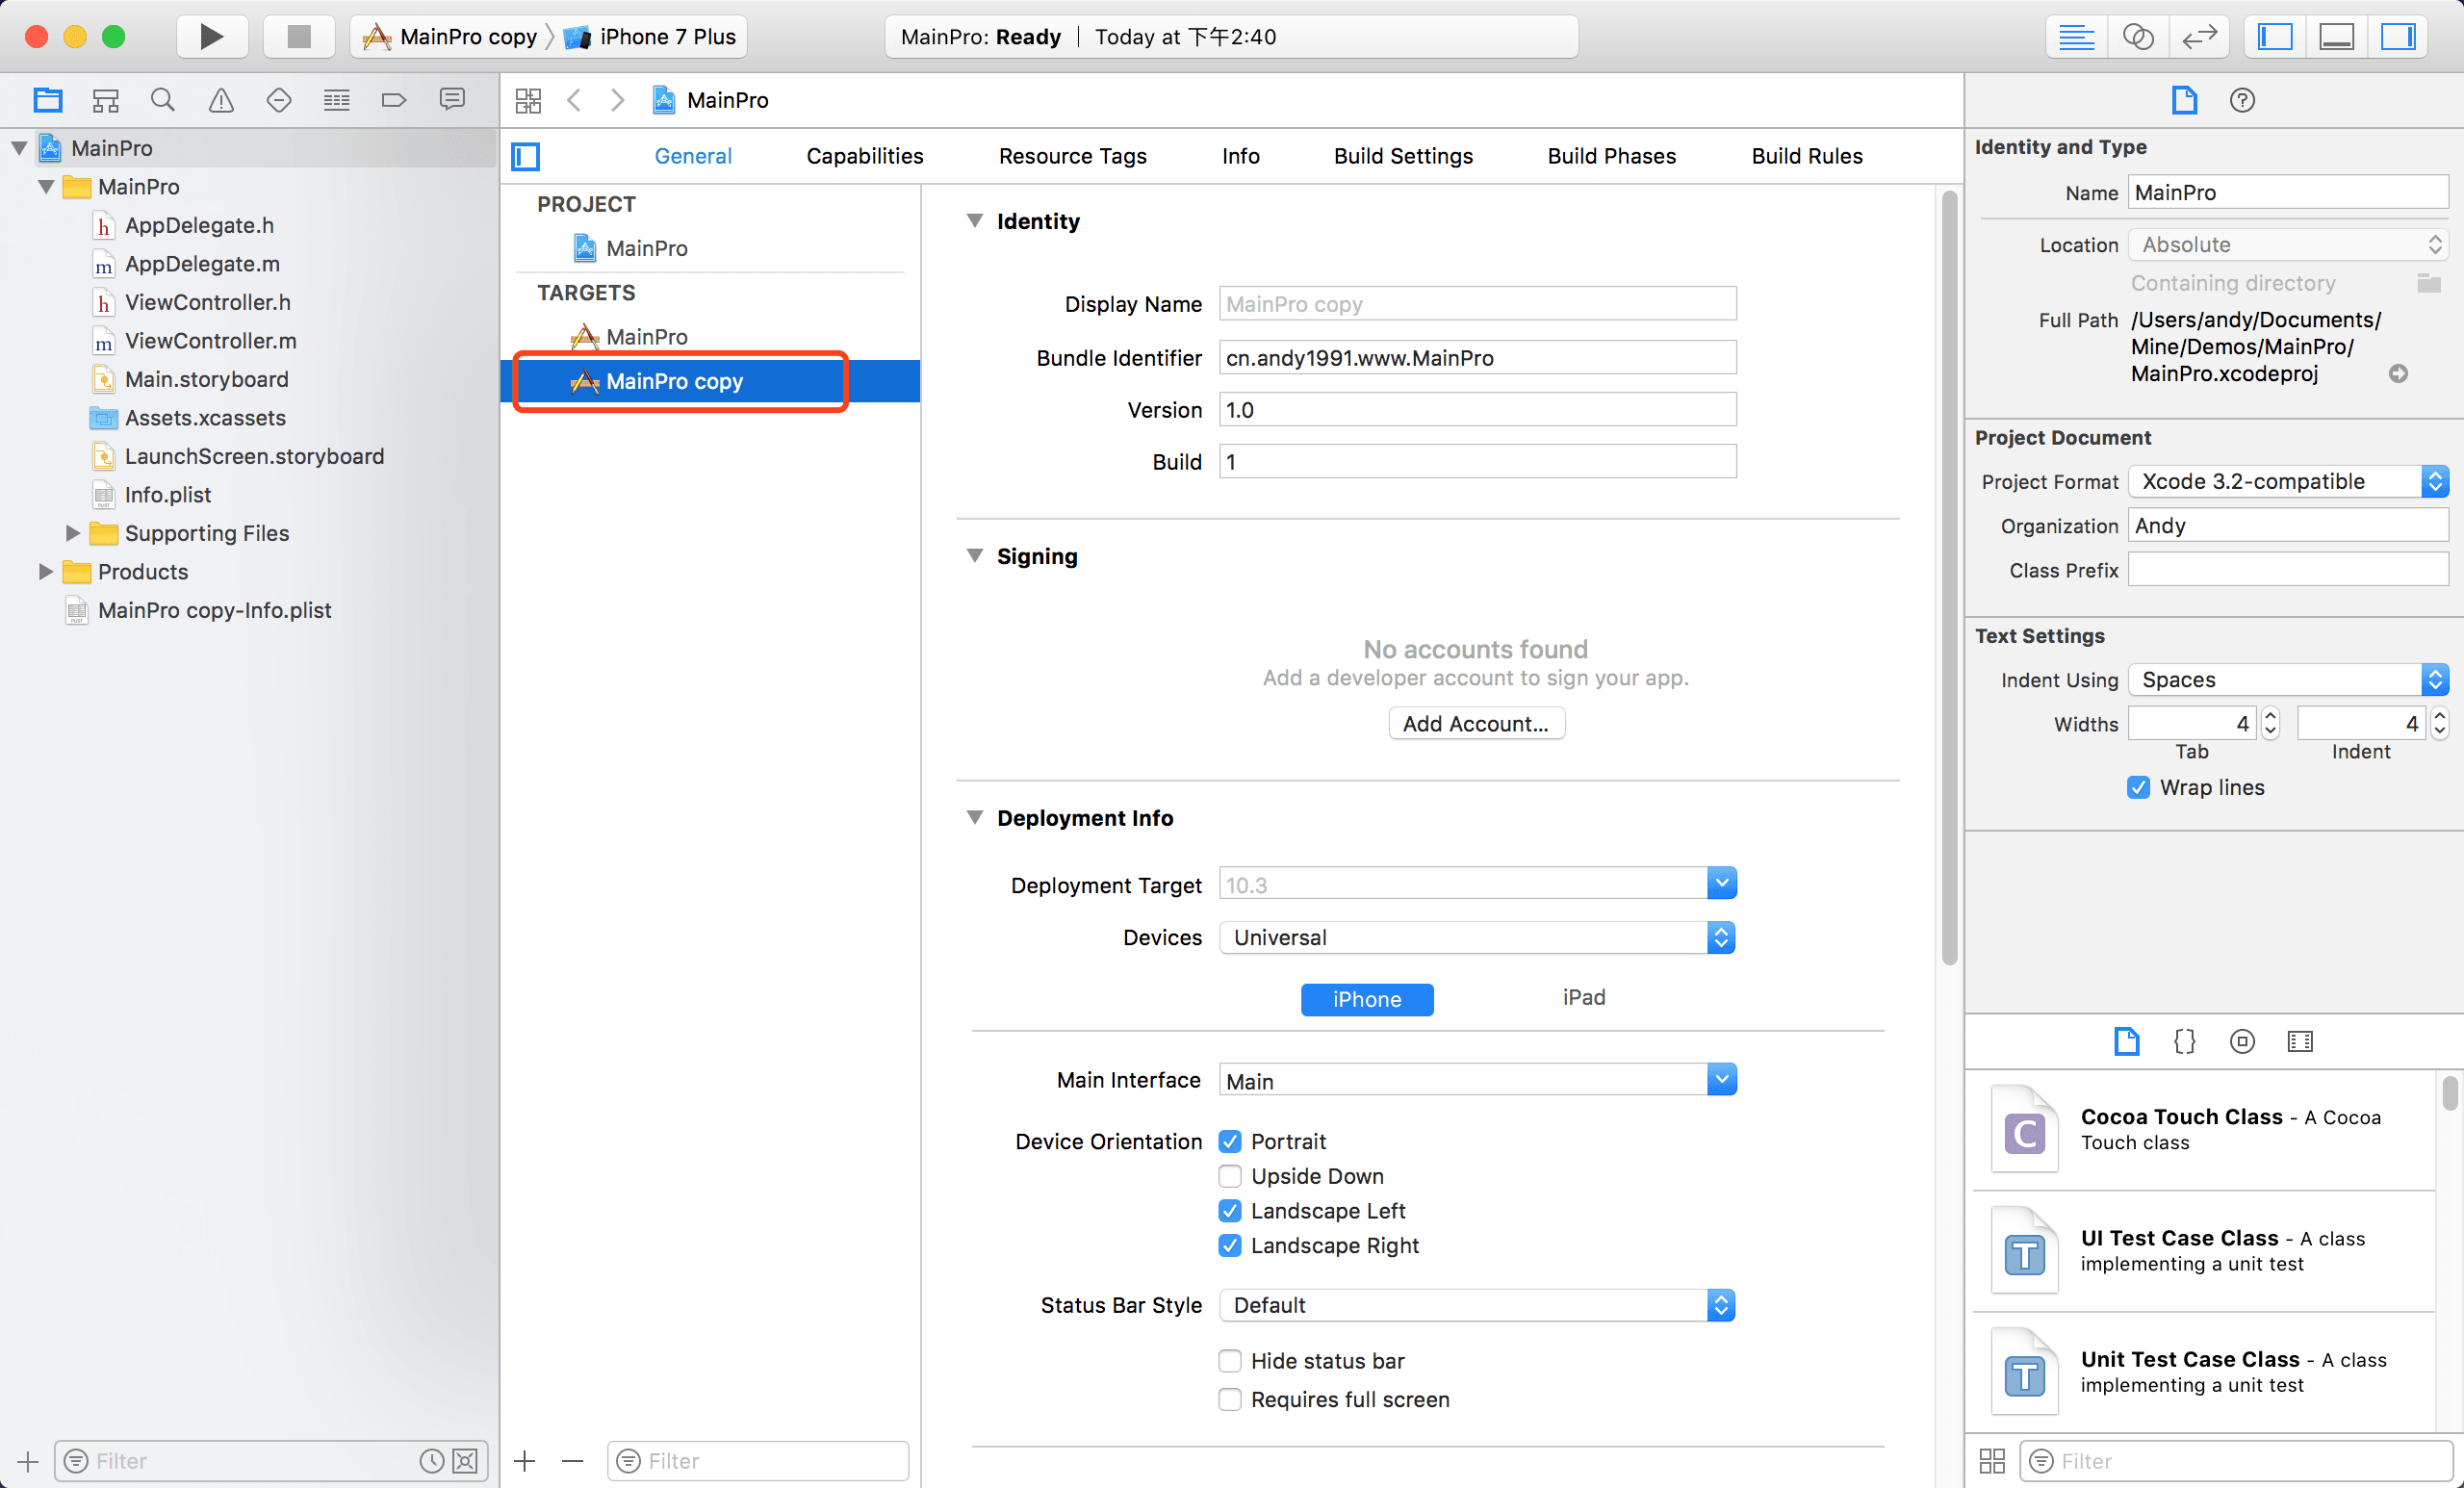 MainPro copy
iPhone 7 Plus
MainPro: Ready
Today at 下午2:40
MainPro
MainPro
AppDelegate.h
AppDelegate.m
ViewController.h
ViewController.m
Main.storyboard
Assets.xcassets
LaunchScreen.storyboard
Info.plist
Supporting Files
Products
MainPro copy-Info.plist
Filter
MainPro
General
Capabilities
Resource Tags
Info
Build Settings
Build Phases
Build Rules
PROJECT
MainPro
TARGETS
MainPro
MainPro copy
Filter
Identity
Display Name MainPro copy
Bundle Identifier cn.andy1991.www.MainPro
Version 1.0
Build 1
Signing
No accounts found
Add a developer account to sign your app.
Add Account...
Deployment Info
Deployment Target 10.3
Devices Universal
iPhone
iPad
Main Interface Main
Device Orientation Portrait
Upside Down
Landscape Left
Landscape Right
Status Bar Style Default
Hide status bar
Requires full screen
Identity and Type
Name MainPro
Location Absolute
Containing directory
Full Path /Users/andy/Documents/
Mine/Demos/MainPro/
MainPro.xcodeproj
Project Document
Project Format Xcode 3.2-compatible
Organization Andy
Class Prefix
Text Settings
Indent Using Spaces
Widths 4 4
Tab Indent
Wrap lines
Cocoa Touch Class - A Cocoa
Touch class
UI Test Case Class - A class
implementing a unit test
Unit Test Case Class - A class
implementing a unit test
Filter